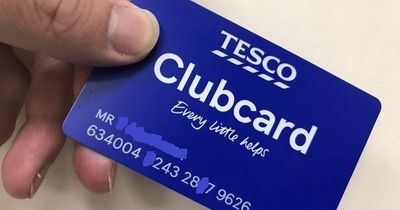 TESCO
Clubcard
Every little helps
MR
634004 243 28 7 9626